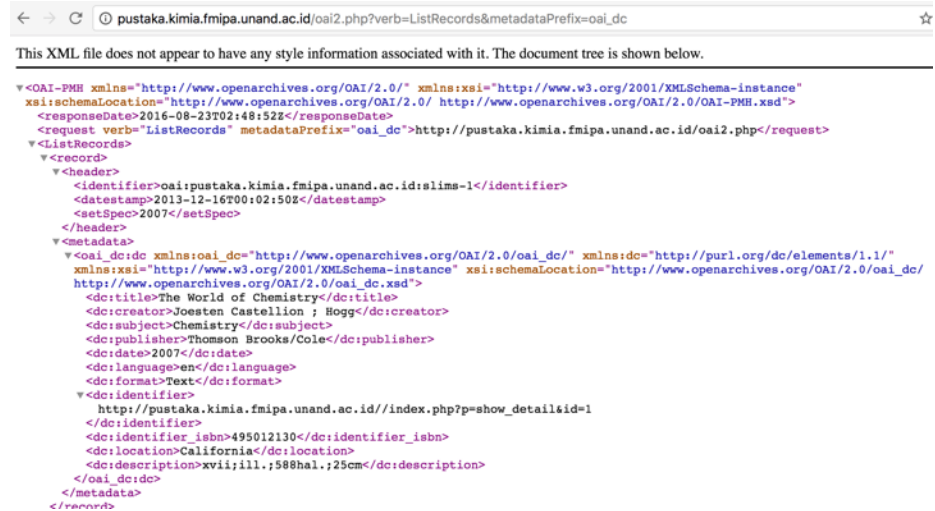 pustaka.kimia.fmipa.unand.ac.id/oai2.php?verb=ListRecords&metadataPrefix=oai_dc
This XML file does not appear to have any style information associated with it. The document tree is shown below.
▼<OAI-PMH xmlns="http://www.openarchives.org/OAI/2.0/" xmlns:xsi="http://www.w3.org/2001/XMLSchema-instance"
xsi:schemaLocation="http://www.openarchives.org/OAI/2.0/ http://www.openarchives.org/OAI/2.0/OAI-PMH.xsd">
<responseDate>2016-08-23T02:48:52Z</responseDate>
<request verb="ListRecords" metadataPrefix="oai_dc">http://pustaka.kimia.fmipa.unand.ac.id/oai2.php</request>
▼<ListRecords>
▼<record>
▼<header>
<identifier>oai:pustaka.kimia.fmipa.unand.ac.id:slims-1</identifier>
<datestamp>2013-12-16T00:02:50Z</datestamp>
<setSpec>2007</setSpec>
</header>
▼<metadata>
▼<oai_dc:dc xmlns:oai_dc="http://www.openarchives.org/OAI/2.0/oai_dc/" xmlns:dc="http://purl.org/dc/elements/1.1/"
xmlns:xsi="http://www.w3.org/2001/XMLSchema-instance" xsi:schemaLocation="http://www.openarchives.org/OAI/2.0/oai_dc/
http://www.openarchives.org/OAI/2.0/oai_dc.xsd">
<dc:title>The World of Chemistry</dc:title>
<dc:creator>Joesten Castellion ; Hogg</dc:creator>
<dc:subject>Chemistry</dc:subject>
<dc:publisher>Thomson Brooks/Cole</dc:publisher>
<dc:date>2007</dc:date>
<dc:language>en</dc:language>
<dc:format>Text</dc:format>
▼<dc:identifier>
http://pustaka.kimia.fmipa.unand.ac.id//index.php?p=show_detail&id=1
</dc:identifier>
<dc:identifier_isbn>495012130</dc:identifier_isbn>
<dc:location>California</dc:location>
<dc:description>xvii;ill.;588hal.;25cm</dc:description>
</oai_dc:dc>
</metadata>
</record>